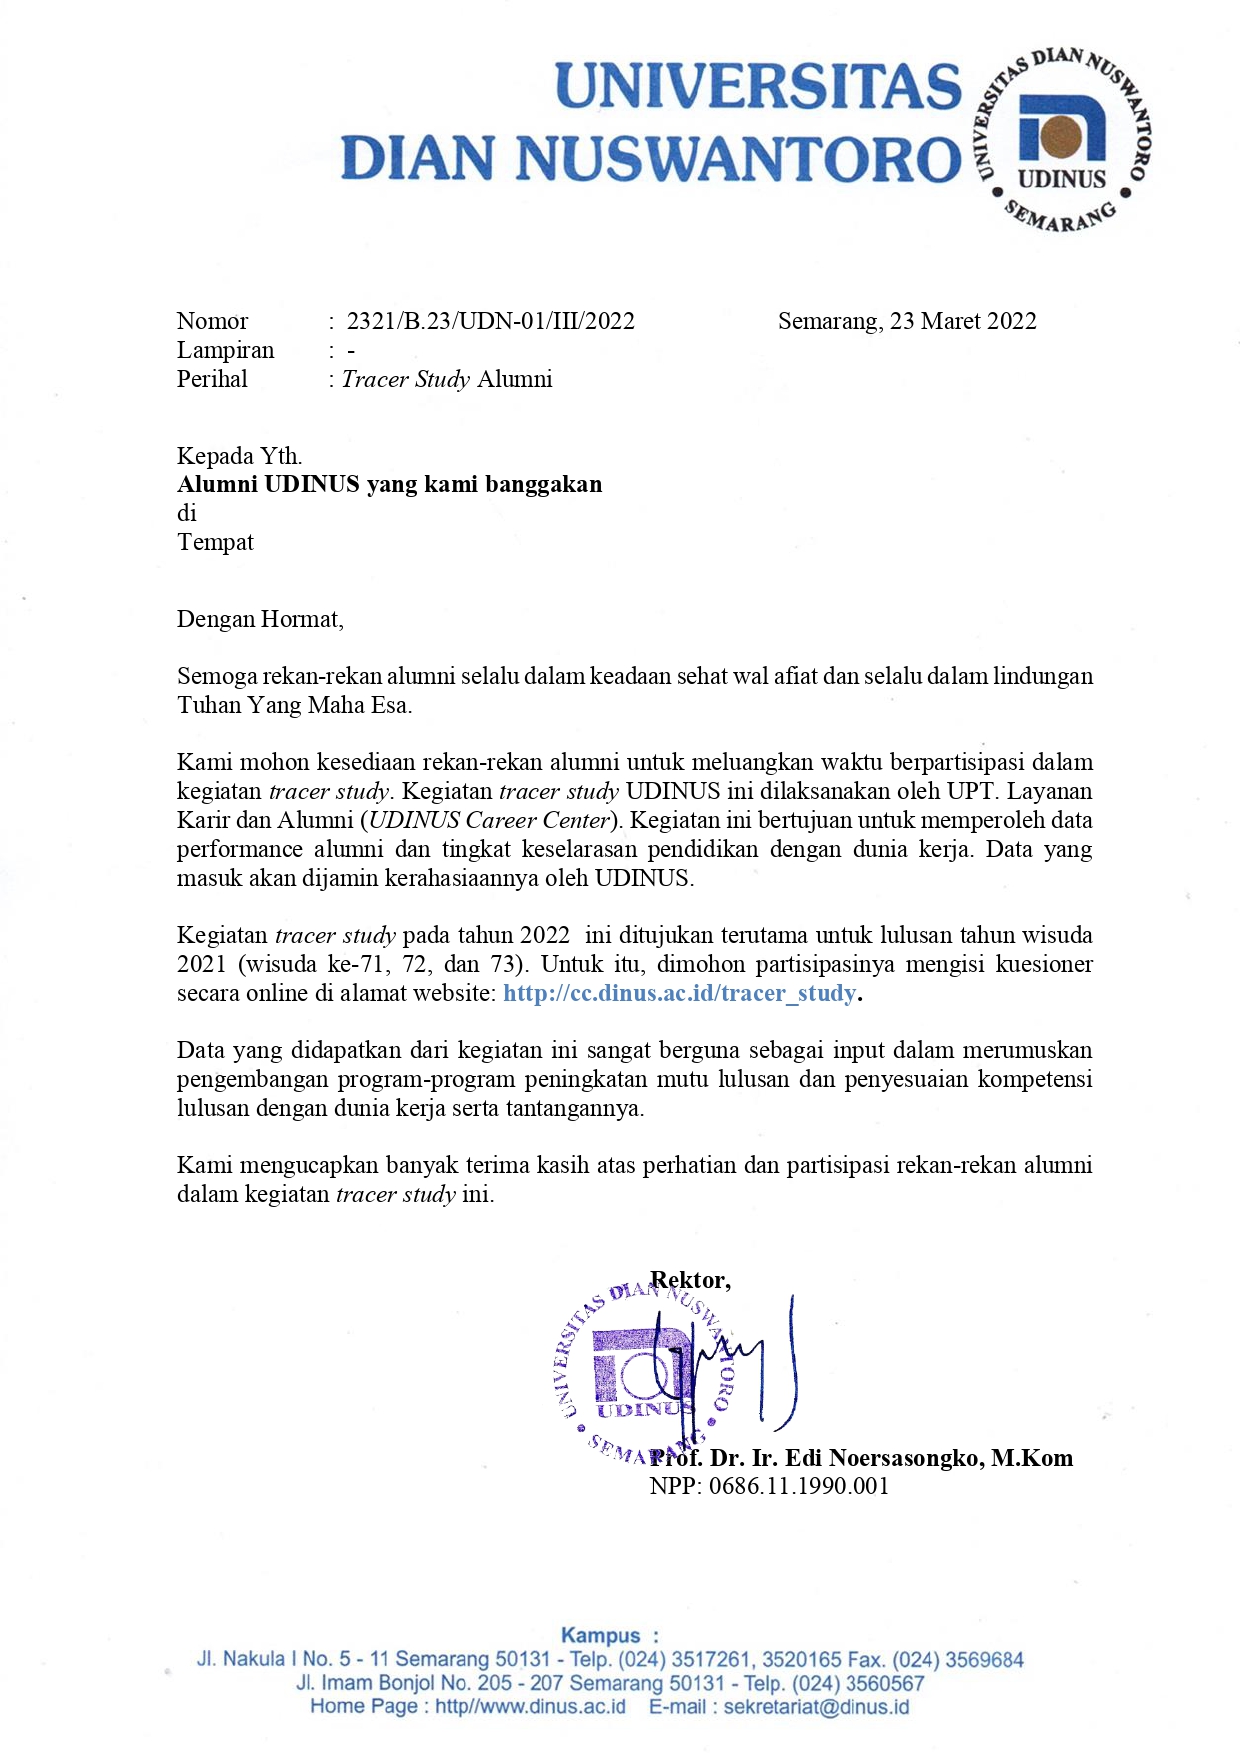 UNIVERSITAS
DIAN NUSWANTORO
UNIVERSITAS DIAN NUSWANTORO
UDINUS
• SEMARANG •
Nomor : 2321/B.23/UDN-01/III/2022 Semarang, 23 Maret 2022
Lampiran : -
Perihal : Tracer Study Alumni
Kepada Yth.
Alumni UDINUS yang kami banggakan
di
Tempat
Dengan Hormat,
Semoga rekan-rekan alumni selalu dalam keadaan sehat wal afiat dan selalu dalam lindungan
Tuhan Yang Maha Esa.
Kami mohon kesediaan rekan-rekan alumni untuk meluangkan waktu berpartisipasi dalam
kegiatan tracer study. Kegiatan tracer study UDINUS ini dilaksanakan oleh UPT. Layanan
Karir dan Alumni (UDINUS Career Center). Kegiatan ini bertujuan untuk memperoleh data
performance alumni dan tingkat keselarasan pendidikan dengan dunia kerja. Data yang
masuk akan dijamin kerahasiaannya oleh UDINUS.
Kegiatan tracer study pada tahun 2022 ini ditujukan terutama untuk lulusan tahun wisuda
2021 (wisuda ke-71, 72, dan 73). Untuk itu, dimohon partisipasinya mengisi kuesioner
secara online di alamat website: http://cc.dinus.ac.id/tracer_study.
Data yang didapatkan dari kegiatan ini sangat berguna sebagai input dalam merumuskan
pengembangan program-program peningkatan mutu lulusan dan penyesuaian kompetensi
lulusan dengan dunia kerja serta tantangannya.
Kami mengucapkan banyak terima kasih atas perhatian dan partisipasi rekan-rekan alumni
dalam kegiatan tracer study ini.
Rektor,
UNIVERSITAS DIAN NUSWANTORO
UDINUS
• SEMARANG •
Prof. Dr. Ir. Edi Noersasongko, M.Kom
NPP: 0686.11.1990.001
Kampus :
Jl. Nakula I No. 5 - 11 Semarang 50131 - Telp. (024) 3517261, 3520165 Fax. (024) 3569684
Jl. Imam Bonjol No. 205 - 207 Semarang 50131 - Telp. (024) 3560567
Home Page : http//www.dinus.ac.id E-mail : sekretariat@dinus.id